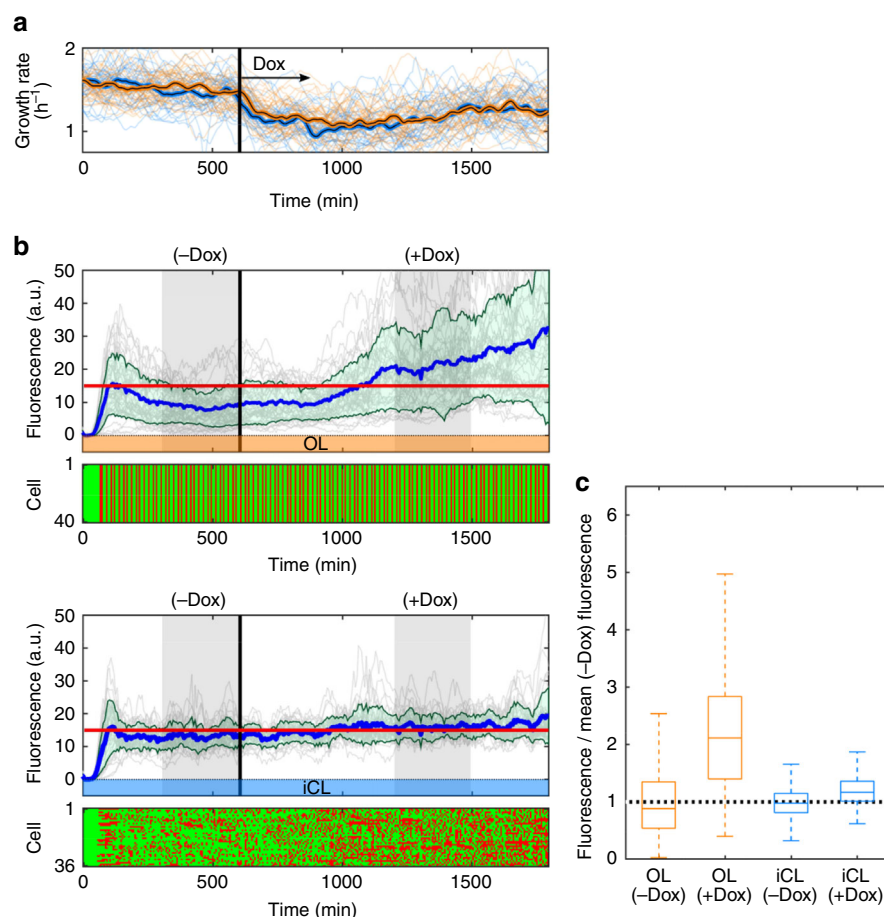 a
2
1
Growth rate
(h⁻¹)
Dox
0 500 1000 1500
Time (min)
b
(–Dox) (+Dox)
50
40
30
20
10
0
Fluorescence (a.u.)
OL
1
Cell
40
0 500 1000 1500
Time (min)
(–Dox) (+Dox)
50
40
30
20
10
0
Fluorescence (a.u.)
iCL
1
Cell
36
0 500 1000 1500
Time (min)
c
6
5
4
3
2
1
0
Fluorescence / mean (–Dox) fluorescence
OL OL iCL iCL
(–Dox) (+Dox) (–Dox) (+Dox)